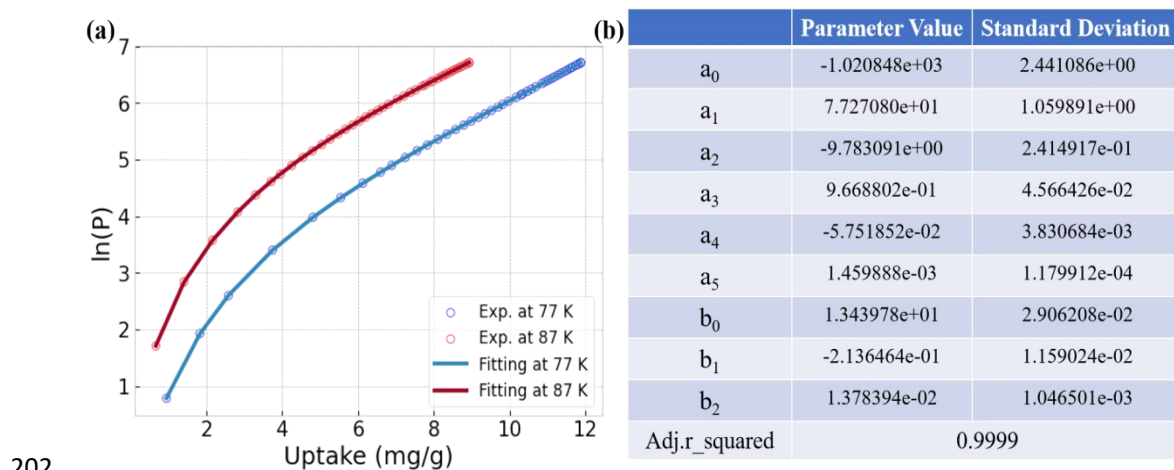 (a)
7
6
5
4
3
2
1
ln(P)
2 4 6 8 10 12
Uptake (mg/g)
Exp. at 77 K
Exp. at 87 K
Fitting at 77 K
Fitting at 87 K
(b)
Parameter Value Standard Deviation
a0 -1.020848e+03 2.441086e+00
a1 7.727080e+01 1.059891e+00
a2 -9.783091e+00 2.414917e-01
a3 9.668802e-01 4.566426e-02
a4 -5.751852e-02 3.830684e-03
a5 1.459888e-03 1.179912e-04
b0 1.343978e+01 2.906208e-02
b1 -2.136464e-01 1.159024e-02
b2 1.378394e-02 1.046501e-03
Adj.r_squared 0.9999
202